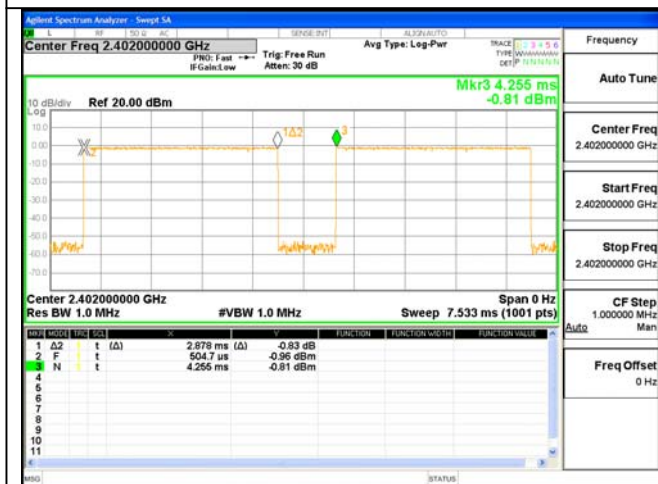 Agilent Spectrum Analyzer - Swept SA
L RF 50 Ω AC SENSE:INT ALIGNAUTO
Center Freq 2.402000000 GHz
PNO: Fast
IFGain:Low
Trig: Free Run
Atten: 30 dB
Avg Type: Log-Pwr
TRACE 1 2 3 4 5 6
TYPE
DET P N N N N N
Mkr3 4.255 ms
-0.81 dBm
10 dB/div Ref 20.00 dBm
Log
10.0
0.00
-10.0
-20.0
-30.0
-40.0
-50.0
-60.0
-70.0
2
1Δ2
3
Center 2.402000000 GHz Span 0 Hz
Res BW 1.0 MHz #VBW 1.0 MHz Sweep 7.533 ms (1001 pts)
MKR MODE TRC SCL X Y FUNCTION FUNCTION WIDTH FUNCTION VALUE
1 Δ2 1 t (Δ) 2.878 ms (Δ) -0.83 dB
2 F 1 t 504.7 µs -0.96 dBm
3 N 1 t 4.255 ms -0.81 dBm
4
5
6
7
8
9
10
11
MSG STATUS
Frequency
Auto Tune
Center Freq
2.402000000 GHz
Start Freq
2.402000000 GHz
Stop Freq
2.402000000 GHz
CF Step
1.000000 MHz
Auto Man
Freq Offset
0 Hz